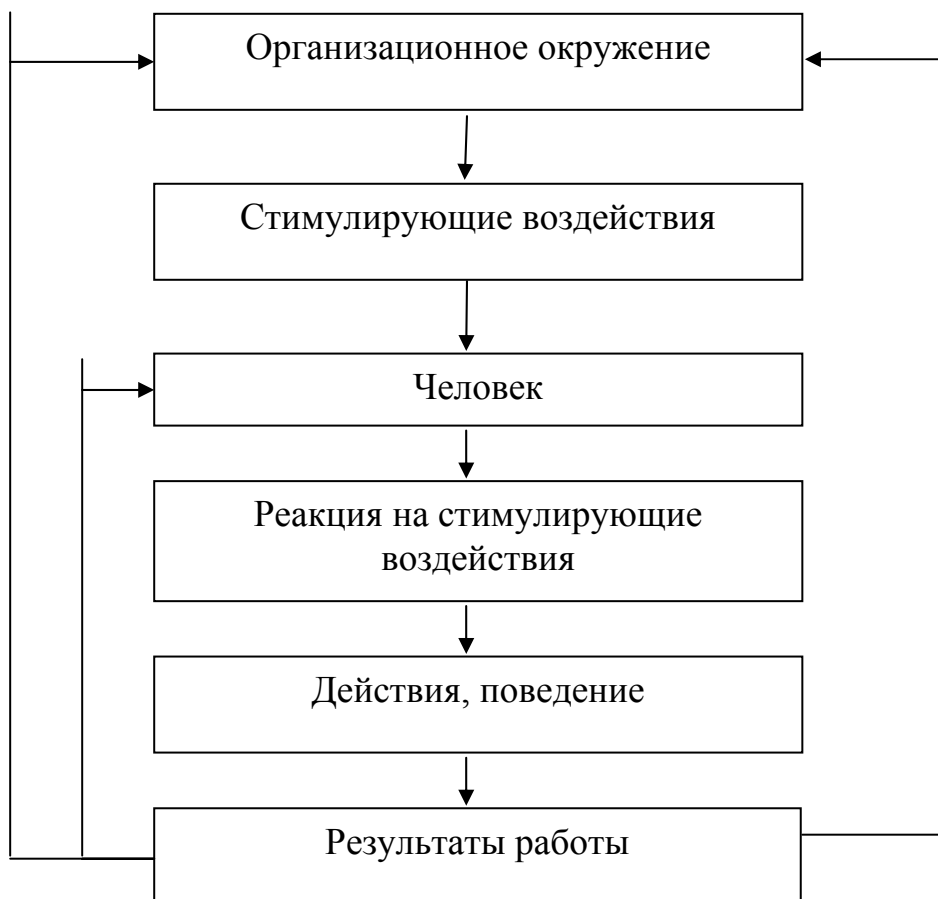 Организационное окружение
Стимулирующие воздействия
Человек
Реакция на стимулирующие
воздействия
Действия, поведение
Результаты работы